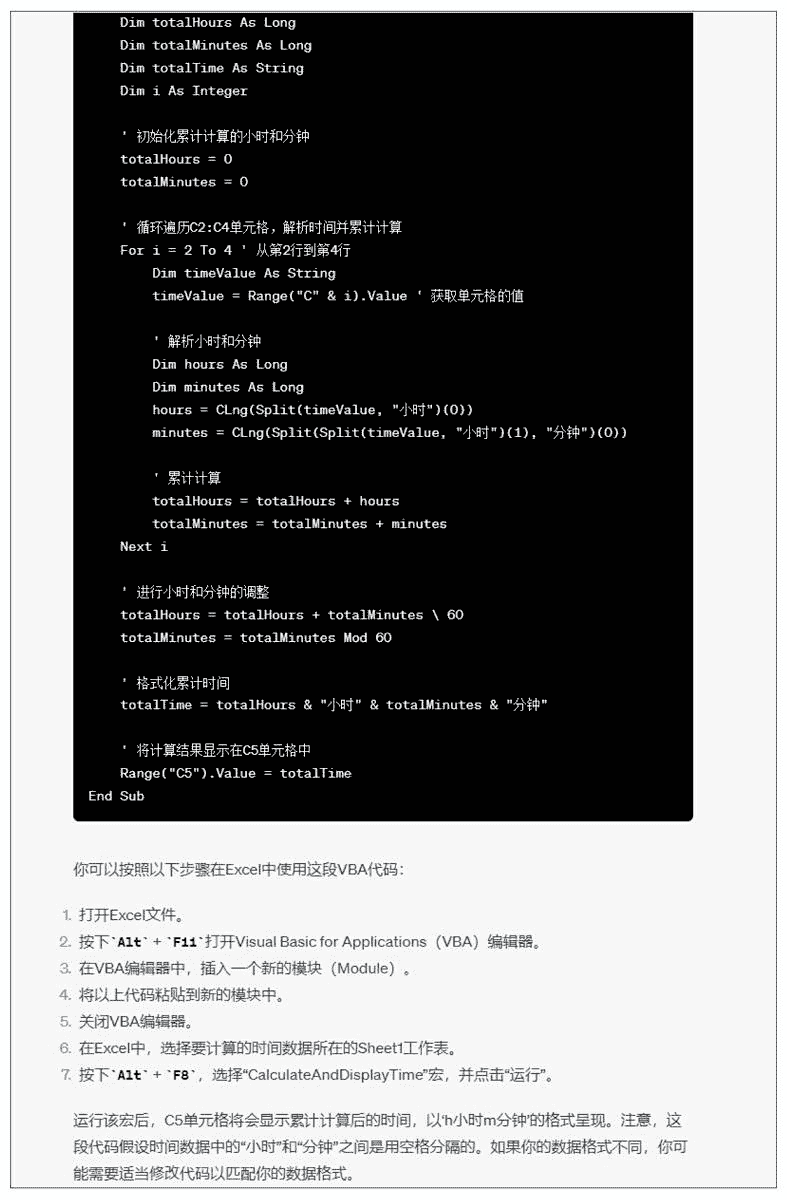 Dim totalHours As Long
Dim totalMinutes As Long
Dim totalTime As String
Dim i As Integer
' 初始化累计计算的小时和分钟
totalHours = 0
totalMinutes = 0
' 循环遍历C2:C4单元格，解析时间并累计计算
For i = 2 To 4 ' 从第2行到第4行
Dim timeValue As String
timeValue = Range("C" & i).Value ' 获取单元格的值
' 解析小时和分钟
Dim hours As Long
Dim minutes As Long
hours = CLng(Split(timeValue, "小时")(0))
minutes = CLng(Split(Split(timeValue, "小时")(1), "分钟")(0))
' 累计计算
totalHours = totalHours + hours
totalMinutes = totalMinutes + minutes
Next i
' 进行小时和分钟的调整
totalHours = totalHours + totalMinutes \ 60
totalMinutes = totalMinutes Mod 60
' 格式化累计时间
totalTime = totalHours & "小时" & totalMinutes & "分钟"
' 将计算结果显示在C5单元格中
Range("C5").Value = totalTime
End Sub
你可以按照以下步骤在Excel中使用这段VBA代码：
1. 打开Excel文件。
2. 按下`Alt` + `F11`打开Visual Basic for Applications（VBA）编辑器。
3. 在VBA编辑器中，插入一个新的模块（Module）。
4. 将以上代码粘贴到新的模块中。
5. 关闭VBA编辑器。
6. 在Excel中，选择要计算的时间数据所在的Sheet1工作表。
7. 按下`Alt` + `F8`，选择“CalculateAndDisplayTime”宏，并点击“运行”。
运行该宏后，C5单元格将会显示累计计算后的时间，以‘h小时m分钟’的格式呈现。注意，这
段代码假设时间数据中的“小时”和“分钟”之间是用空格分隔的。如果你的数据格式不同，你可
能需要适当修改代码以匹配你的数据格式。